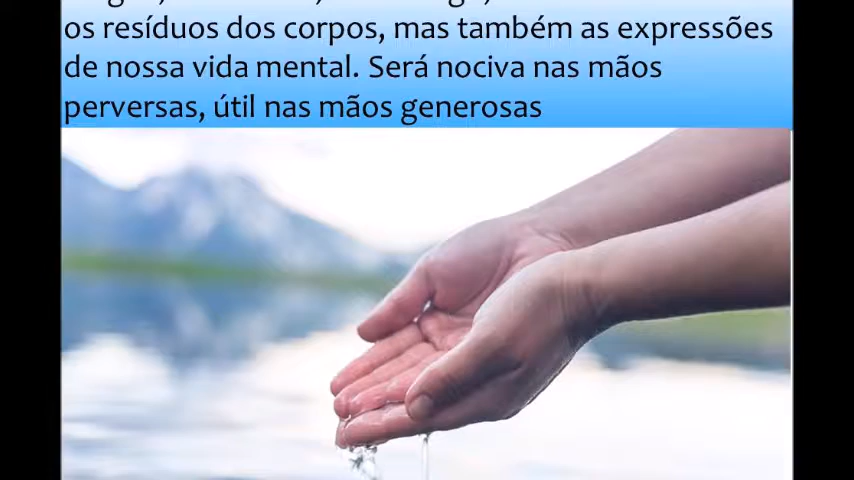 os resíduos dos corpos, mas também as expressões
de nossa vida mental. Será nociva nas mãos
perversas, útil nas mãos generosas